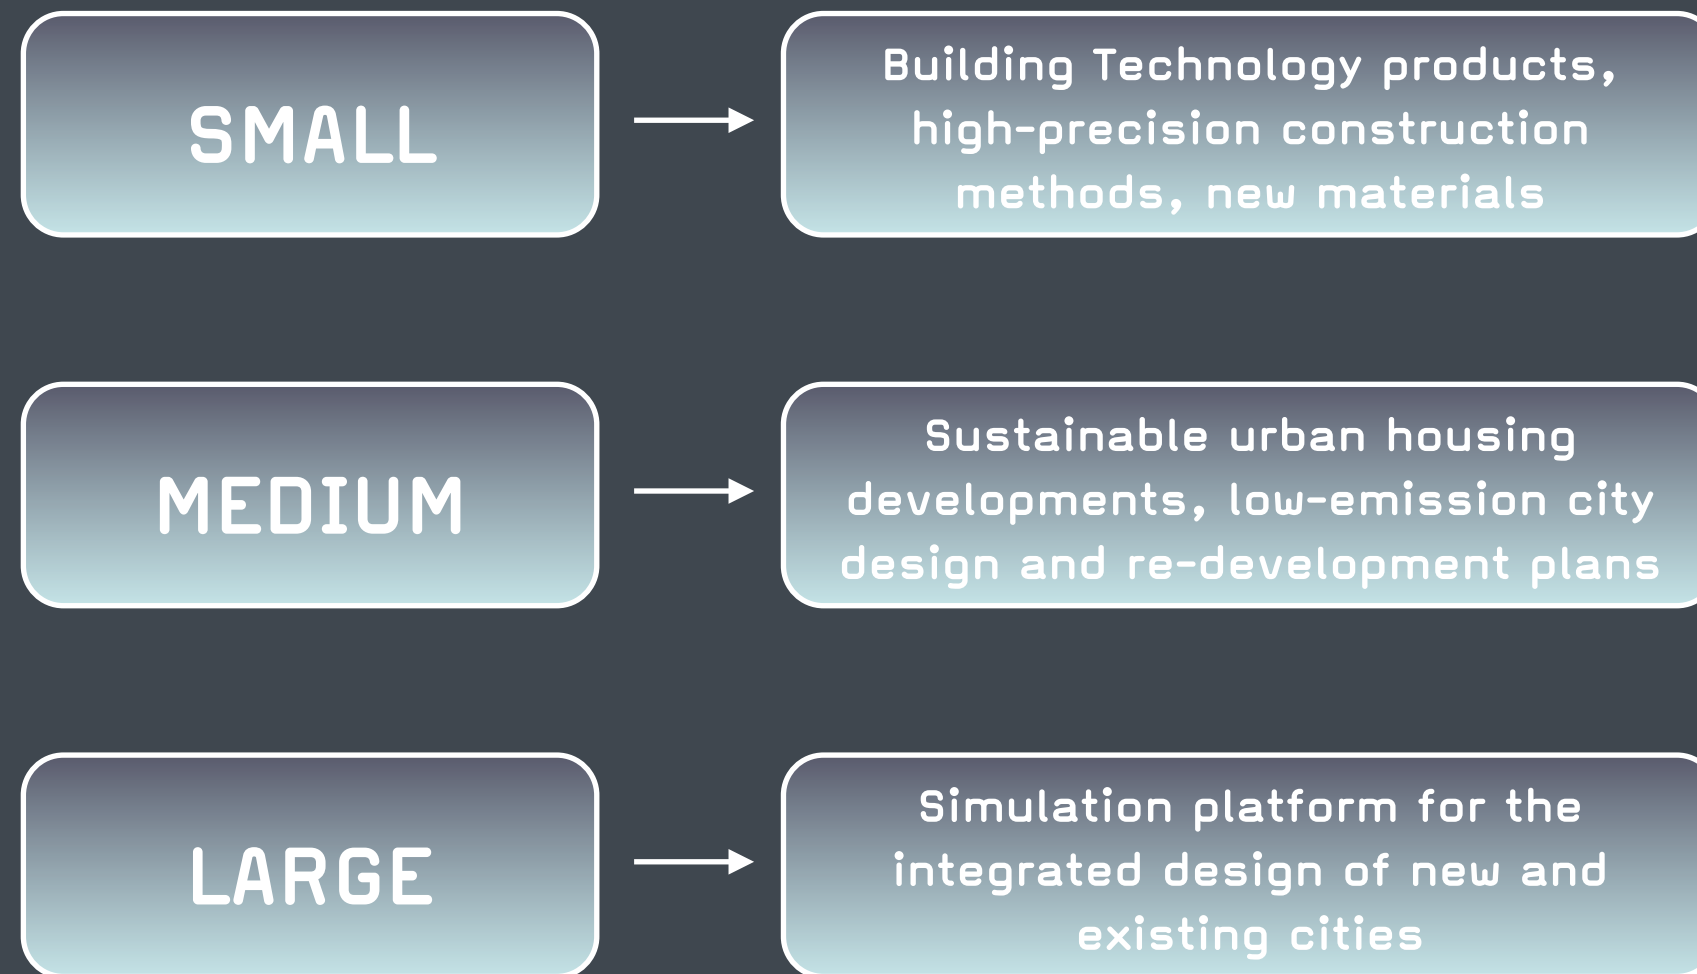 SMALL
Building Technology products,
high-precision construction
methods, new materials
MEDIUM
Sustainable urban housing
developments, low-emission city
design and re-development plans
LARGE
Simulation platform for the
integrated design of new and
existing cities